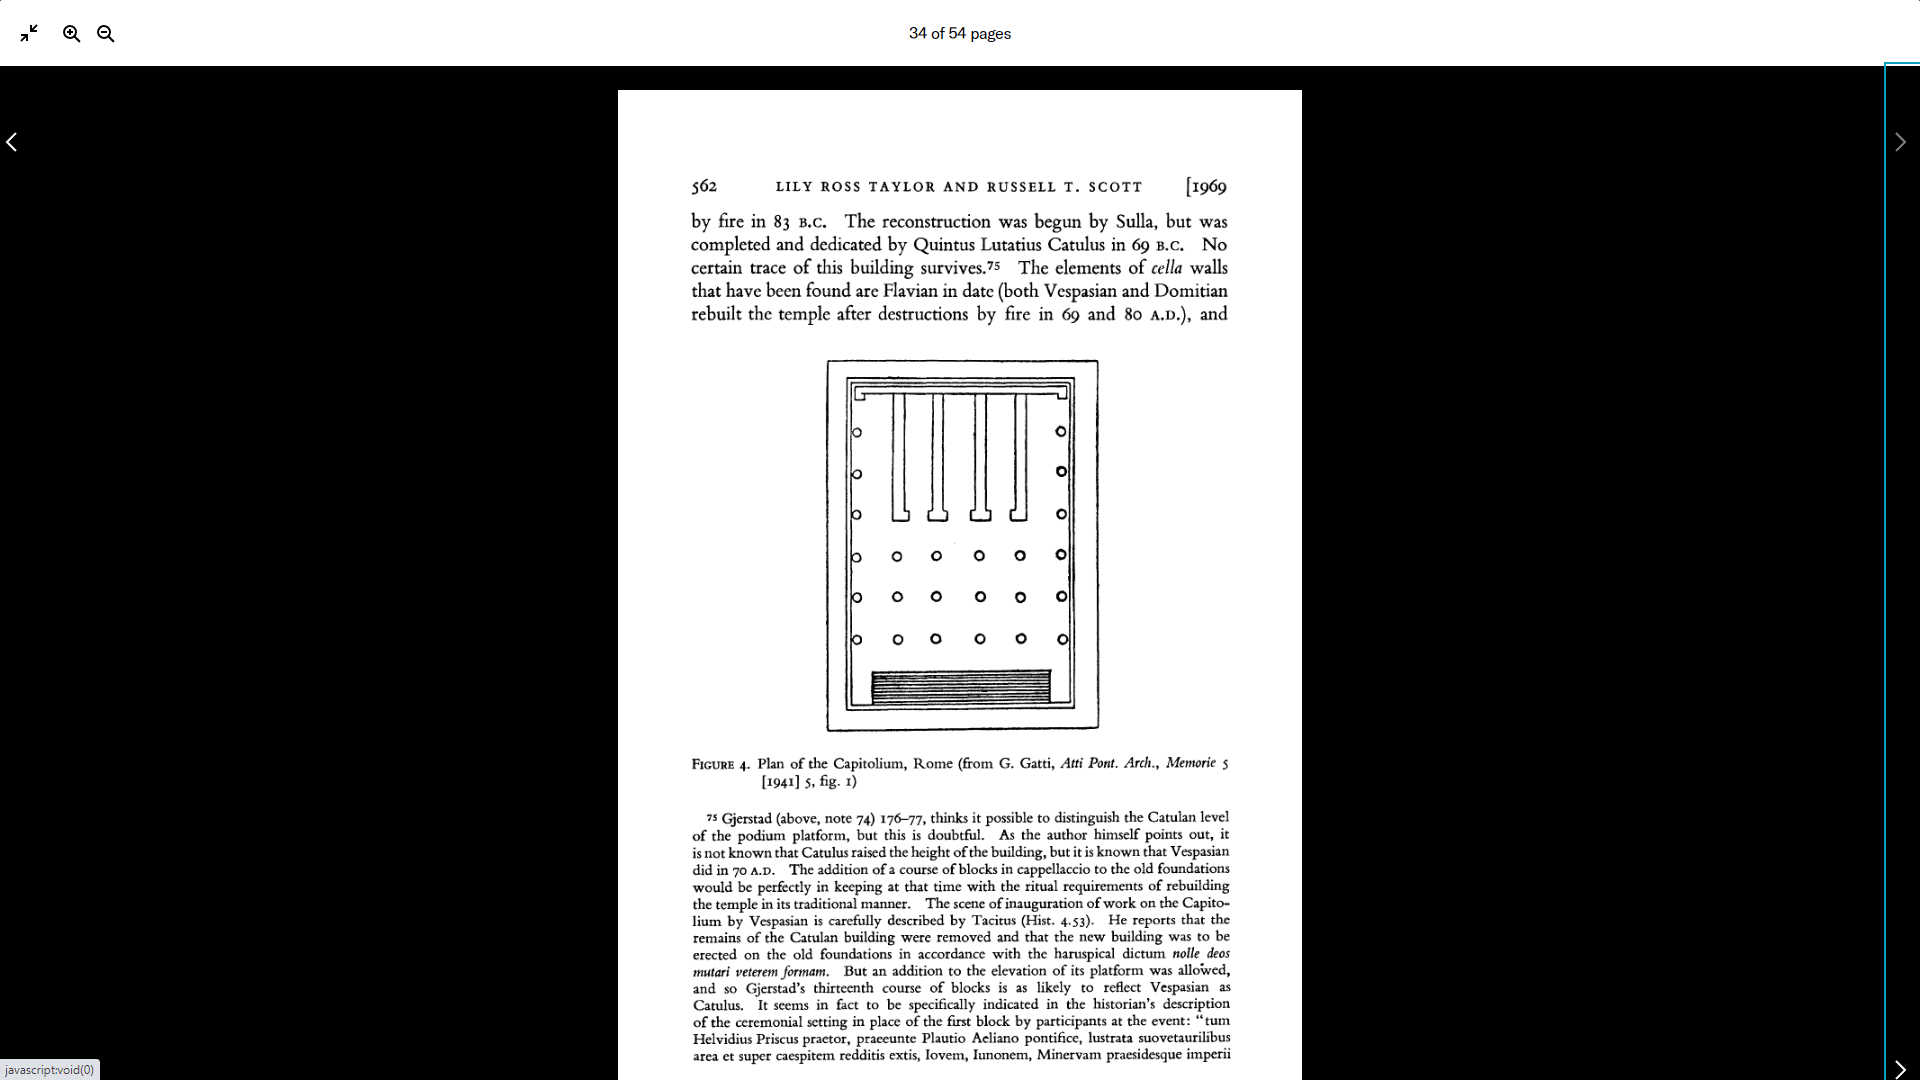 34 of 54 pages
562 LILY ROSS TAYLOR AND RUSSELL T. SCOTT [1969
by fire in 83 B.C. The reconstruction was begun by Sulla, but was
completed and dedicated by Quintus Lutatius Catulus in 69 B.C. No
certain trace of this building survives.75 The elements of cella walls
that have been found are Flavian in date (both Vespasian and Domitian
rebuilt the temple after destructions by fire in 69 and 80 A.D.), and
FIGURE 4. Plan of the Capitolium, Rome (from G. Gatti, Atti Pont. Arch., Memorie 5
[1941] 5, fig. 1)
75 Gjerstad (above, note 74) 176–77, thinks it possible to distinguish the Catulan level
of the podium platform, but this is doubtful. As the author himself points out, it
is not known that Catulus raised the height of the building, but it is known that Vespasian
did in 70 A.D. The addition of a course of blocks in cappellaccio to the old foundations
would be perfectly in keeping at that time with the ritual requirements of rebuilding
the temple in its traditional manner. The scene of inauguration of work on the Capito-
lium by Vespasian is carefully described by Tacitus (Hist. 4.53). He reports that the
remains of the Catulan building were removed and that the new building was to be
erected on the old foundations in accordance with the haruspical dictum nolle deos
mutari veterem formam. But an addition to the elevation of its platform was allowed,
and so Gjerstad's thirteenth course of blocks is as likely to reflect Vespasian as
Catulus. It seems in fact to be specifically indicated in the historian's description
of the ceremonial setting in place of the first block by participants at the event: "tum
Helvidius Priscus praetor, praeeunte Plautio Aeliano pontifice, lustrata suovetaurilibus
area et super caespitem redditis extis, Iovem, Iunonem, Minervam praesidesque imperii
javascript:void(0)